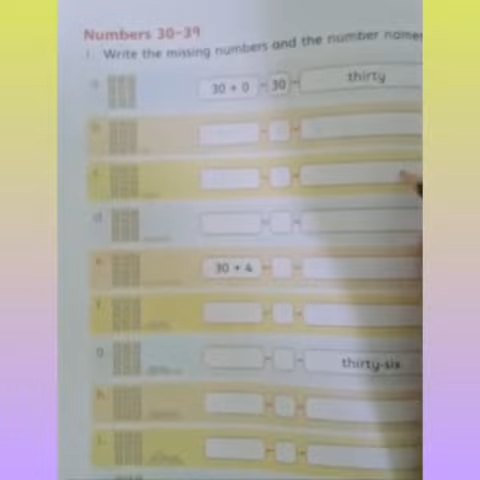 Numbers 30-39
1. Write the missing numbers and the number names
a 30 + 0 = 30 = thirty
b
c
d
e 30 + 4
f
g thirty-six
h
i